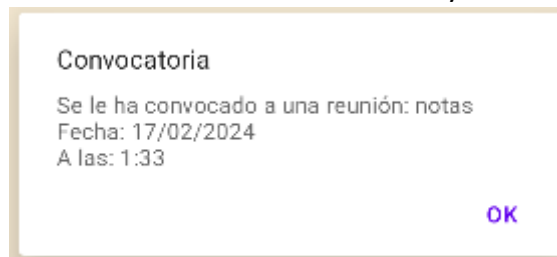 Convocatoria
Se le ha convocado a una reunión: notas
Fecha: 17/02/2024
A las: 1:33
OK